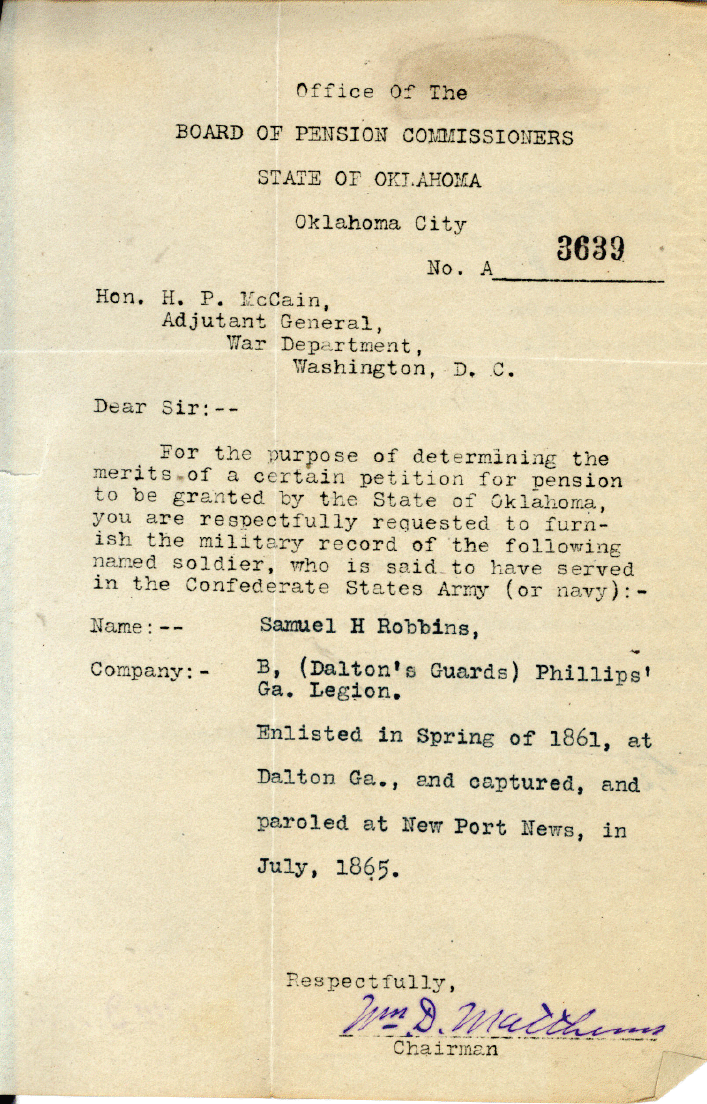 Office Of The
BOARD OF PENSION COMMISSIONERS
STATE OF OKLAHOMA
Oklahoma City
No. A 3639
Hon. H. P. McCain,
Adjutant General,
War Department,
Washington, D. C.
Dear Sir:--
For the purpose of determining the
merits of a certain petition for pension
to be granted by the State of Oklahoma,
you are respectfully requested to furn-
ish the military record of the following
named soldier, who is said to have served
in the Confederate States Army (or navy):-
Name:-- Samuel H Robbins,
Company:- B, (Dalton's Guards) Phillips'
Ga. Legion.
Enlisted in Spring of 1861, at
Dalton Ga., and captured, and
paroled at New Port News, in
July, 1865.
Respectfully,
Wm D. Matthews
Chairman